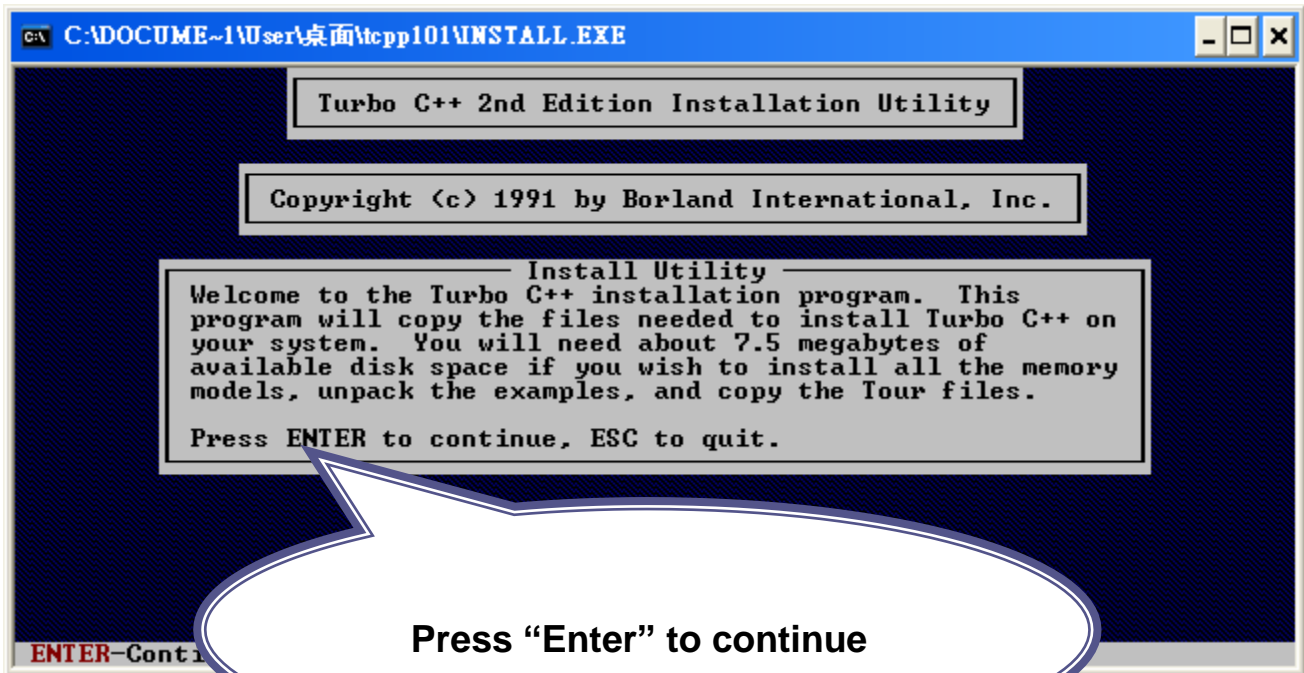 C:\DOCUME~1\User\桌面\tcpp101\INSTALL.EXE
Turbo C++ 2nd Edition Installation Utility
Copyright (c) 1991 by Borland International, Inc.
Install Utility
Welcome to the Turbo C++ installation program. This
program will copy the files needed to install Turbo C++ on
your system. You will need about 7.5 megabytes of
available disk space if you wish to install all the memory
models, unpack the examples, and copy the Tour files.
Press ENTER to continue, ESC to quit.
Press “Enter” to continue
ENTER-Conti